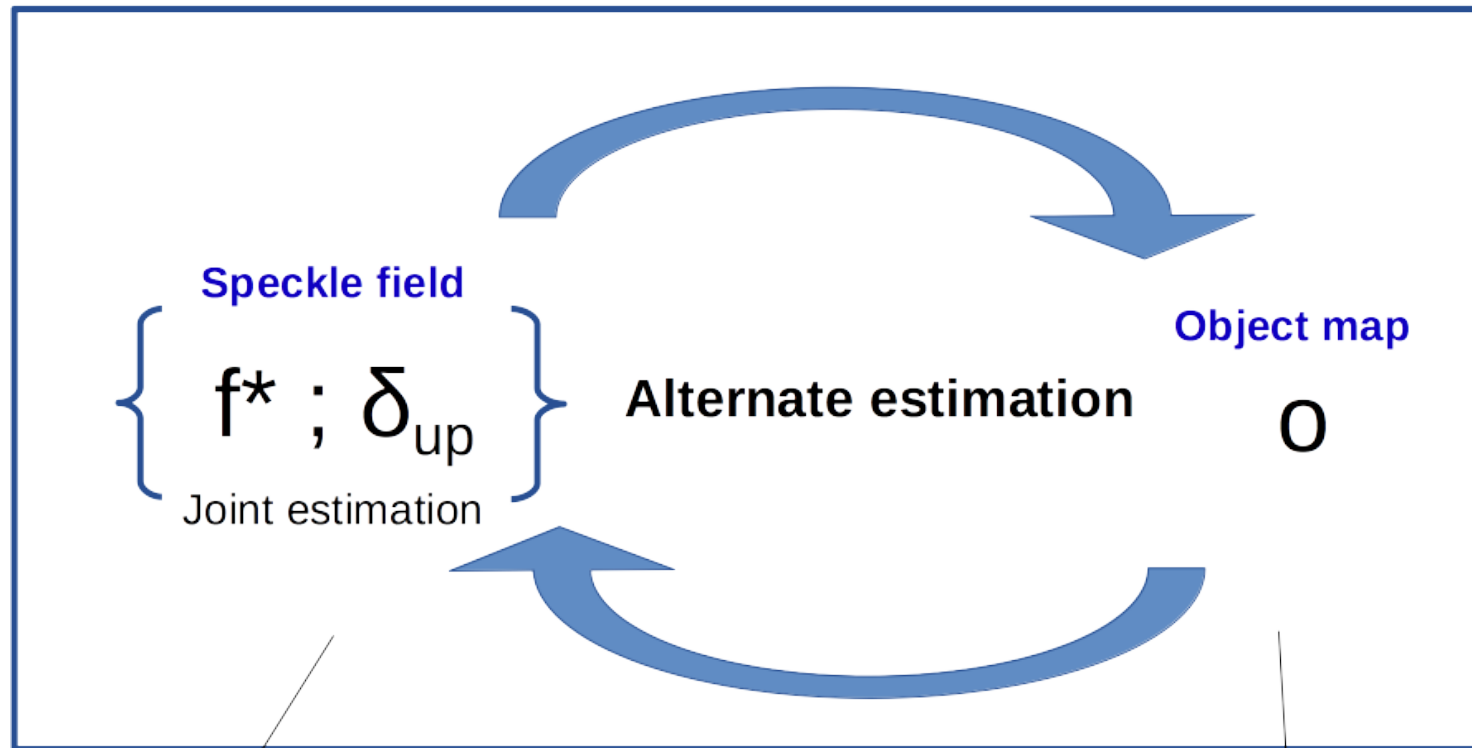 Speckle field
f* ; δup
Joint estimation
Alternate estimation
Object map
o